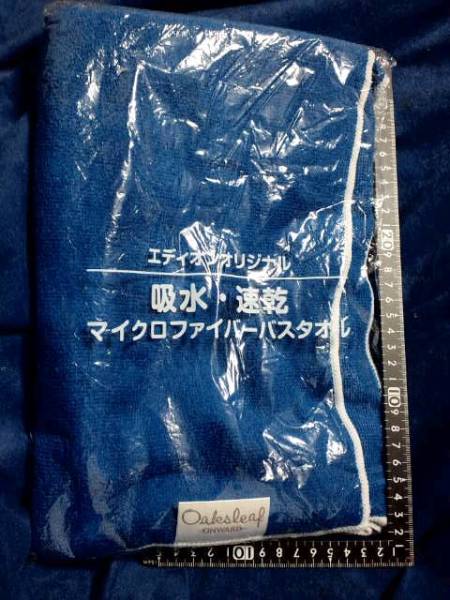 エディオンオリジナル
吸水・速乾
マイクロファイバーバスタオル
Oaksleaf
ONWARD